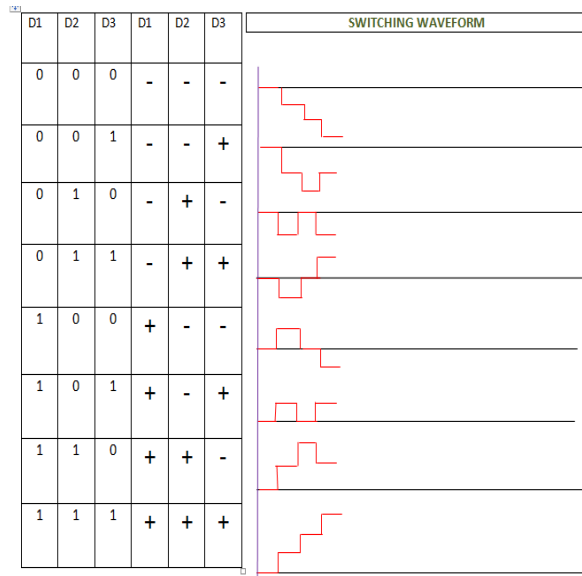 D1 D2 D3 D1 D2 D3 SWITCHING WAVEFORM
0 0 0 - - -
0 0 1 - - +
0 1 0 - + -
0 1 1 - + +
1 0 0 + - -
1 0 1 + - +
1 1 0 + + -
1 1 1 + + +